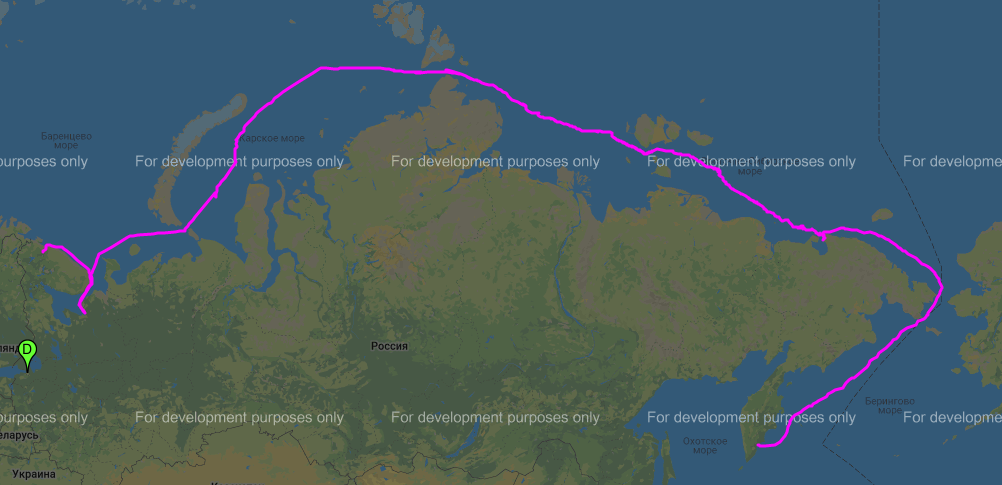 Баренцево
море
Карское море
purposes only
For development purposes only
For development purposes only
For development purposes only
For developme
море
D
Россия
Берингово
море
purposes only
For development purposes only
For development purposes only
For development purposes only
For developme
Охотское
море
еларусь
Украина